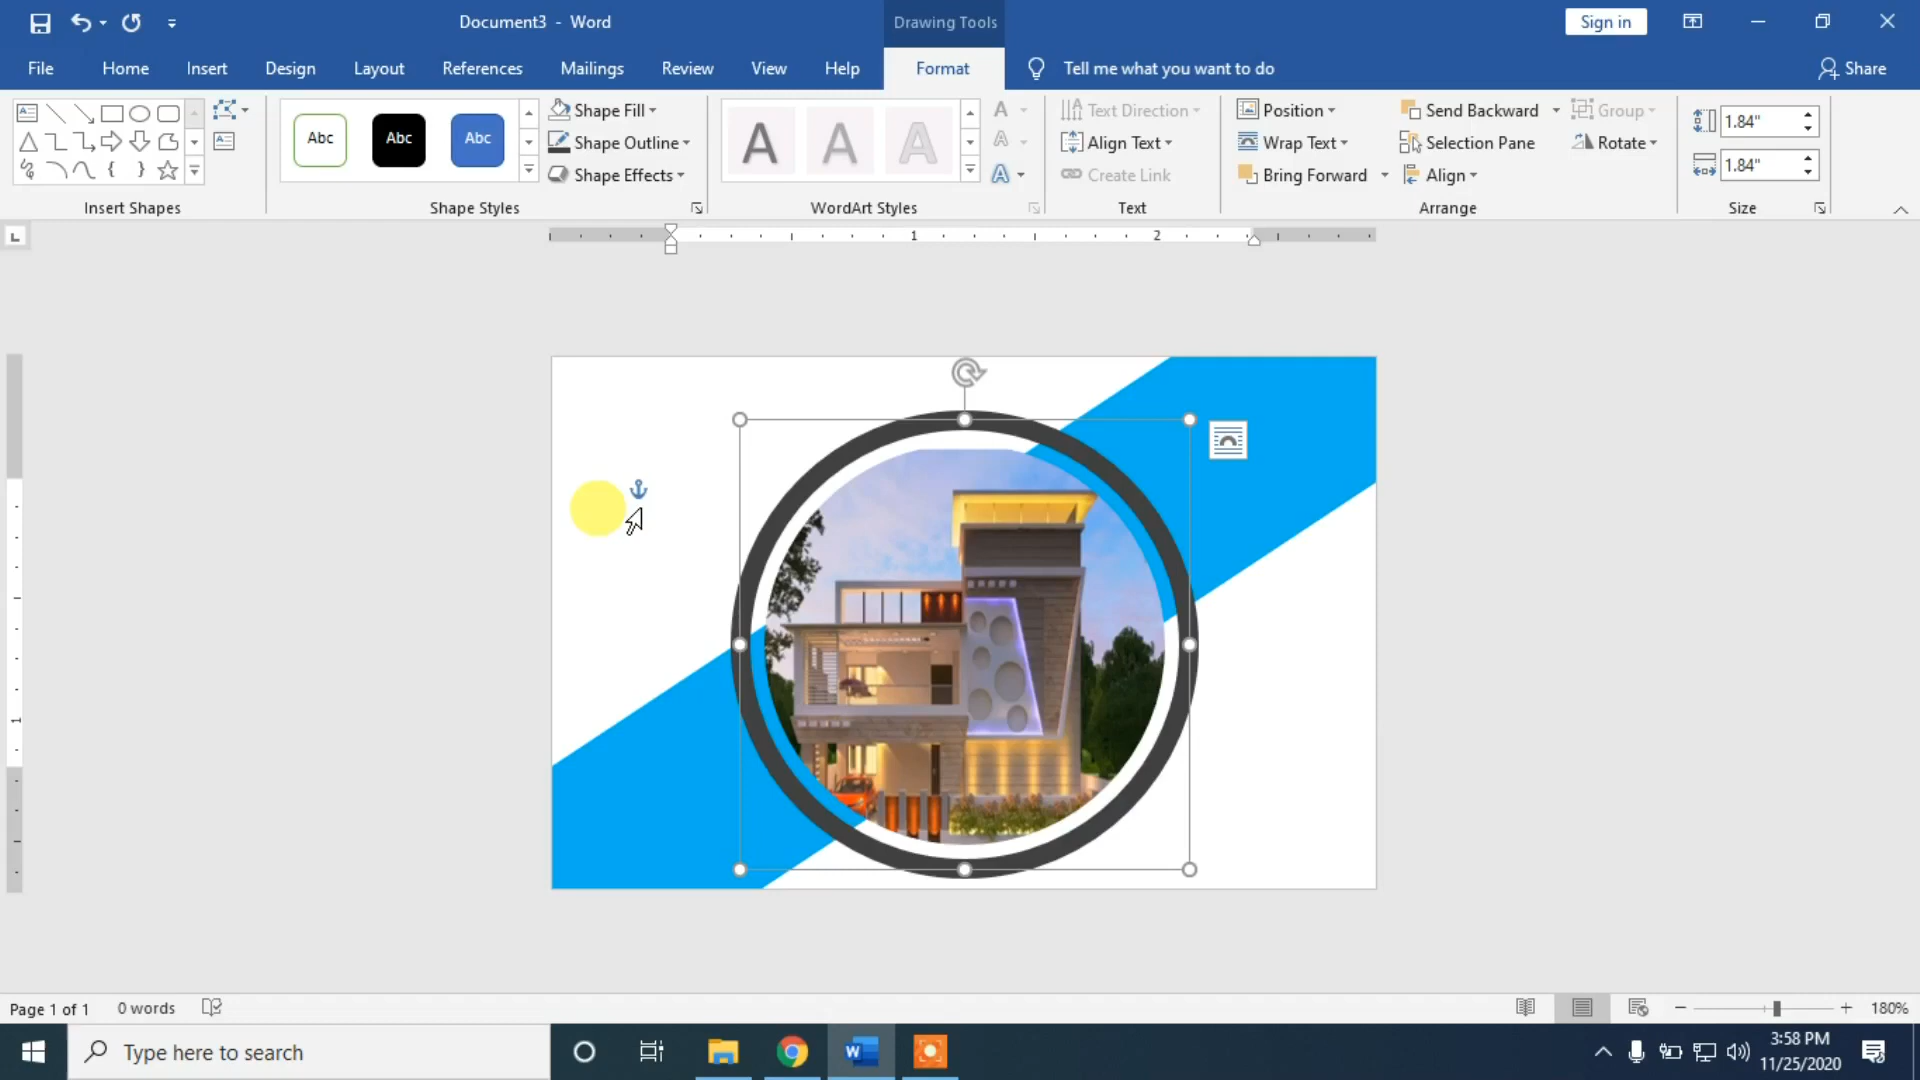 Document3 - Word
Drawing Tools
Sign in
File
Home
Insert
Design
Layout
References
Mailings
Review
View
Help
Format
Tell me what you want to do
Share
Abc
Abc
Abc
Shape Fill
Shape Outline
Shape Effects
A
A
A
A
A
A
Text Direction
Align Text
Create Link
Position
Wrap Text
Bring Forward
Send Backward
Selection Pane
Align
Group
Rotate
1.84"
1.84"
Insert Shapes
Shape Styles
WordArt Styles
Text
Arrange
Size
L
1
2
1
Page 1 of 1
0 words
180%
Type here to search
W
3:58 PM
11/25/2020